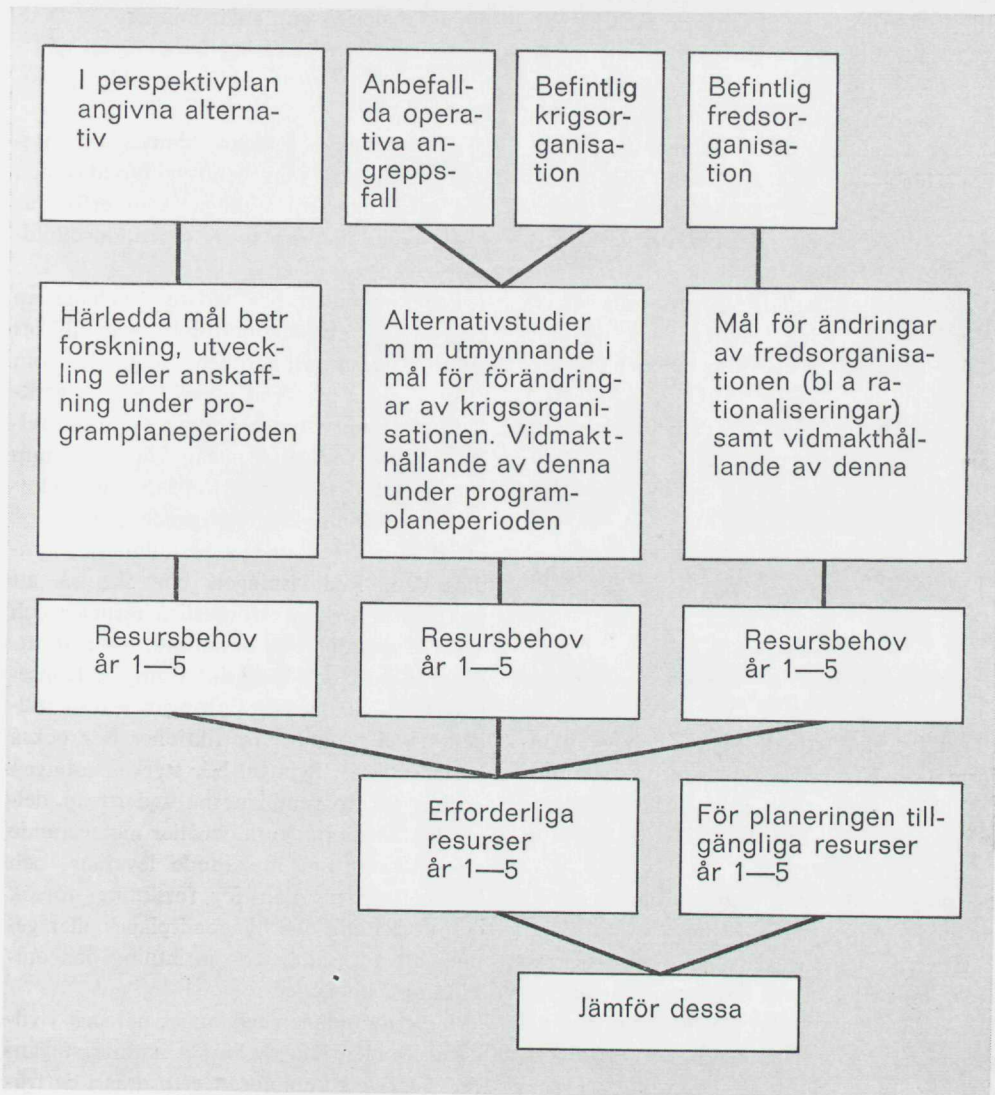 I perspektivplan
angivna alterna-
tiv
Anbefall-
da opera-
tiva an-
grepps-
fall
Befintlig
krigsor-
ganisa-
tion
Befintlig
fredsor-
ganisa-
tion
Härledda mål betr
forskning, utveck-
ling eller anskaff-
ning under pro-
gramplaneperioden
Alternativstudier
m m utmynnande i
mål för förändring-
ar av krigsorgani-
sationen. Vidmakt-
hållande av denna
under program-
planeperioden
Mål för ändringar
av fredsorganisa-
tionen (bl a ra-
tionaliseringar)
samt vidmakthål-
lande av denna
Resursbehov
år 1—5
Resursbehov
år 1—5
Resursbehov
år 1—5
Erforderliga
resurser
år 1—5
För planeringen till-
gängliga resurser
år 1—5
Jämför dessa